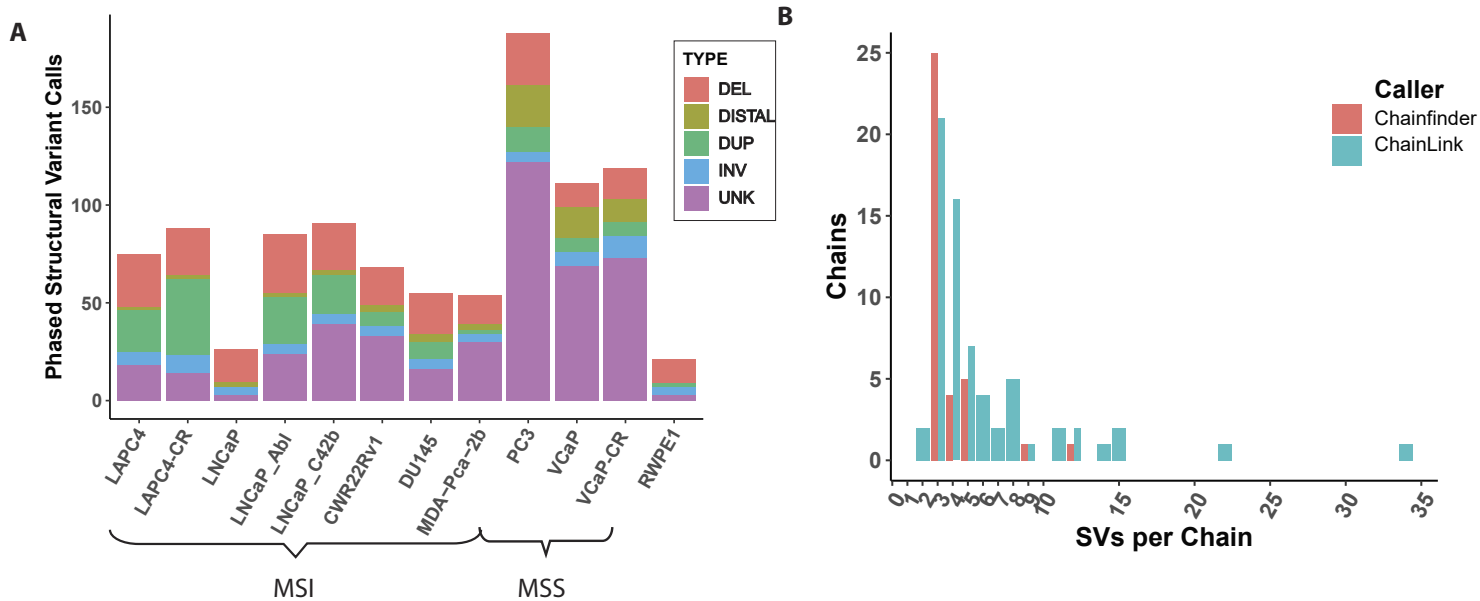 A
Phased Structural Variant Calls
150
100
50
0
TYPE
DEL
DISTAL
DUP
INV
UNK
LAPC4
LAPC4-CR
LNCaP
LNCaP_Abl
LNCaP_C42b
CWR22Rv1
DU145
MDA-Pca-2b
PC3
VCaP
VCaP-CR
RWPE1
MSI
MSS
B
Chains
25
20
15
10
5
0
Caller
Chainfinder
ChainLink
0
1
2
3
4
5
6
7
8
9
10
15
20
25
30
35
SVs per Chain